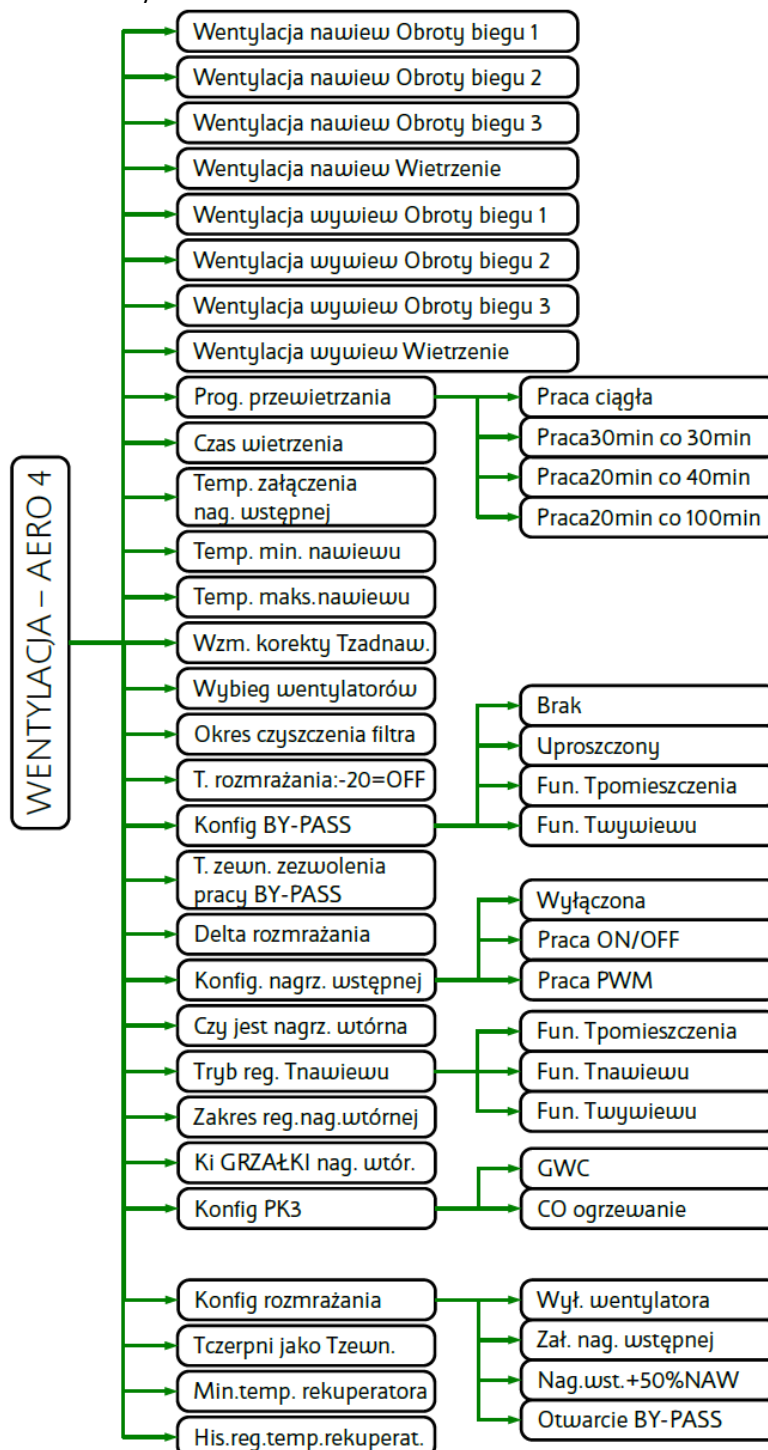 WENTYLACJA – AERO 4
Wentylacja nawiew Obroty biegu 1
Wentylacja nawiew Obroty biegu 2
Wentylacja nawiew Obroty biegu 3
Wentylacja nawiew Wietrzenie
Wentylacja wywiew Obroty biegu 1
Wentylacja wywiew Obroty biegu 2
Wentylacja wywiew Obroty biegu 3
Wentylacja wywiew Wietrzenie
Prog. przewietrzania
Praca ciągła
Praca30min co 30min
Praca20min co 40min
Praca20min co 100min
Czas wietrzenia
Temp. załączenia
nag. wstępnej
Temp. min. nawiewu
Temp. maks.nawiewu
Wzm. korekty Tzadnaw.
Wybieg wentylatorów
Okres czyszczenia filtra
T. rozmrażania:-20=OFF
Konfig BY-PASS
Brak
Uproszczony
Fun. Tpomieszczenia
Fun. Twywiewu
T. zewn. zezwolenia
pracy BY-PASS
Delta rozmrażania
Konfig. nagrz. wstępnej
Wyłączona
Praca ON/OFF
Praca PWM
Czy jest nagrz. wtórna
Tryb reg. Tnawiewu
Fun. Tpomieszczenia
Fun. Tnawiewu
Fun. Twywiewu
Zakres reg.nag.wtórnej
Ki GRZAŁKI nag. wtór.
Konfig PK3
GWC
CO ogrzewanie
Konfig rozmrażania
Wył. wentylatora
Zał. nag. wstępnej
Nag.wst.+50%NAW
Otwarcie BY-PASS
Tczerpni jako Tzewn.
Min.temp. rekuperatora
His.reg.temp.rekuperat.